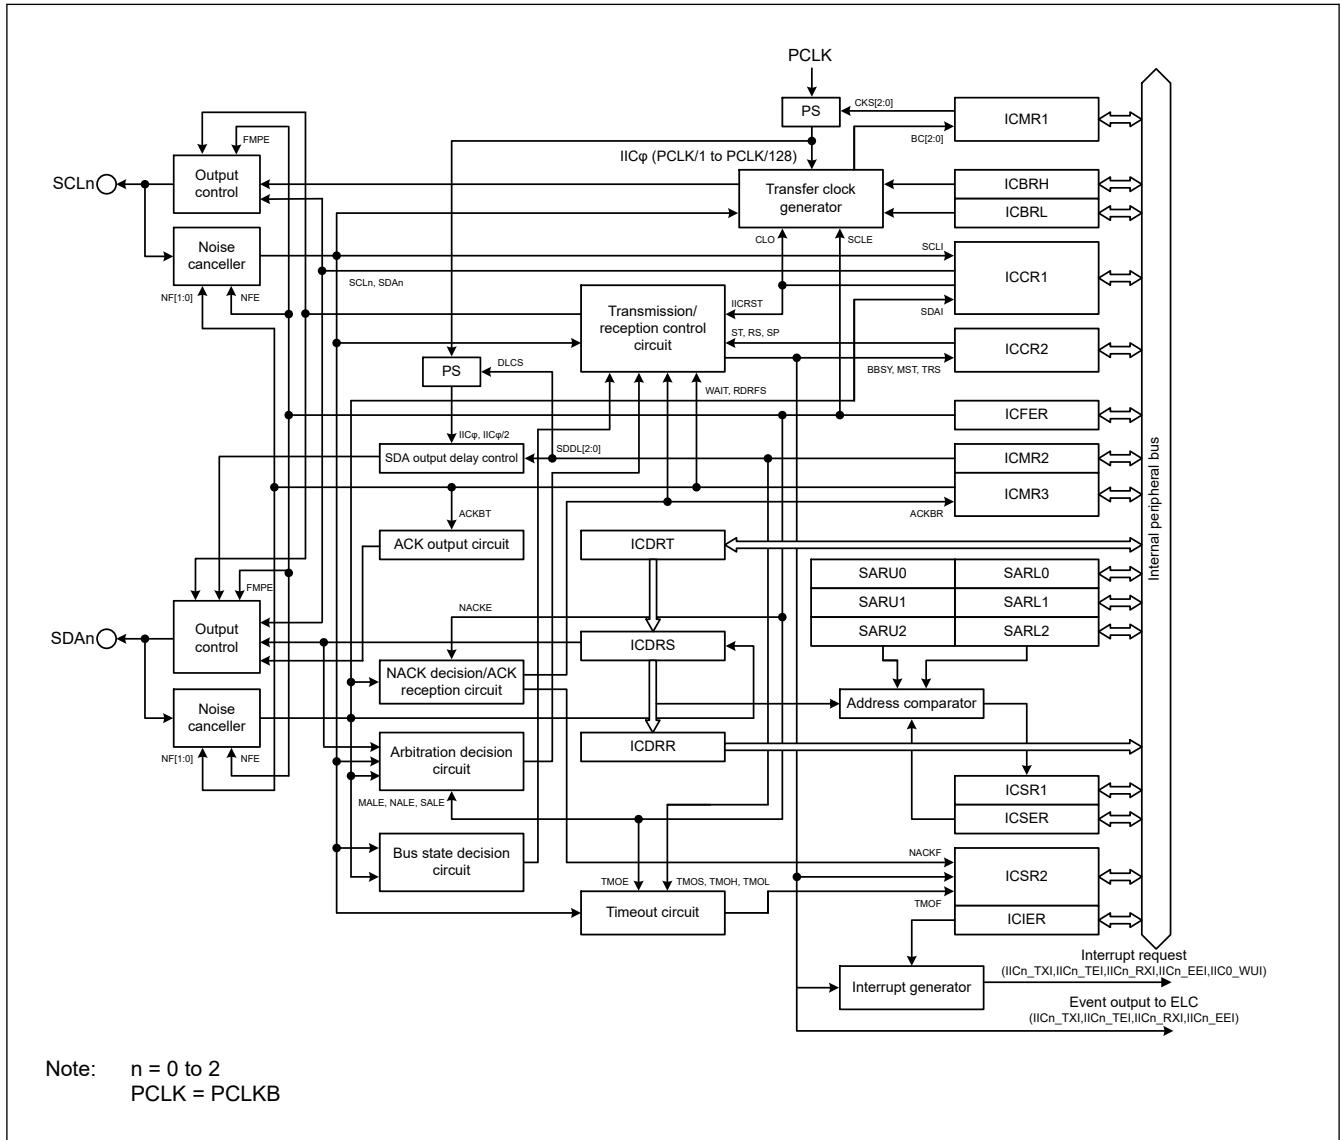 PCLK
PS
CKS[2:0]
ICMR1
BC[2:0]
FMPE
IICφ (PCLK/1 to PCLK/128)
SCLn
Output
control
Transfer clock
generator
ICBRH
ICBRL
Noise
canceller
CLO
SCLE
SCLI
ICCR1
SCLn, SDAn
NF[1:0]
NFE
IICRST
SDAI
Transmission/
reception control
circuit
ST, RS, SP
ICCR2
BBSY, MST, TRS
PS
DLCS
WAIT, RDRFS
ICFER
IICφ, IICφ/2
SDA output delay control
SDDL[2:0]
ICMR2
ICMR3
ACKBT
ACKBR
ACK output circuit
ICDRT
Internal peripheral bus
SARU0
SARL0
FMPE
SARU1
SARL1
NACKE
SDAn
Output
control
ICDRS
SARU2
SARL2
NACK decision/ACK
reception circuit
Address comparator
Noise
canceller
ICDRR
Arbitration decision
circuit
NF[1:0]
NFE
ICSR1
MALE, NALE, SALE
ICSER
Bus state decision
circuit
NACKF
ICSR2
TMOE
TMOS, TMOH, TMOL
TMOF
Timeout circuit
ICIER
Interrupt request
(IICn_TXI,IICn_TEI,IICn_RXI,IICn_EEI,IIC0_WUI)
Interrupt generator
Event output to ELC
(IICn_TXI,IICn_TEI,IICn_RXI,IICn_EEI)
Note: n = 0 to 2
PCLK = PCLKB